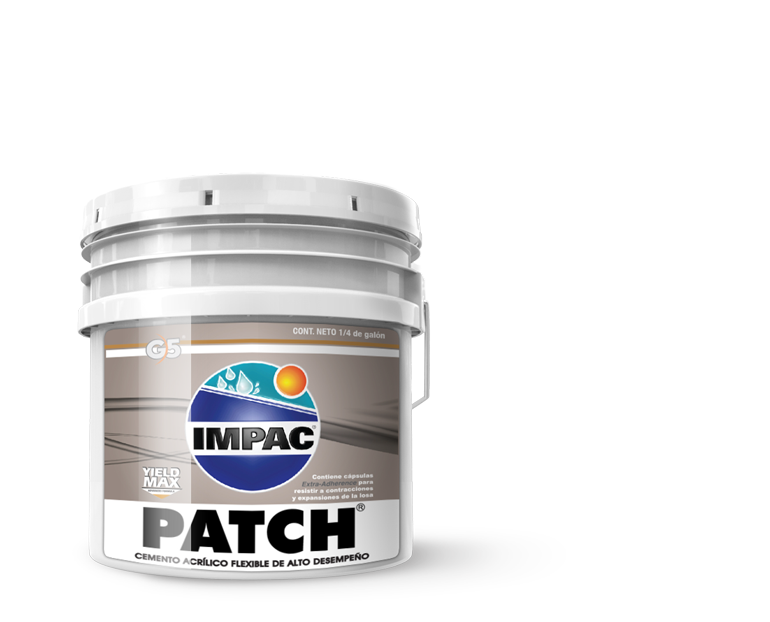 CONT. NETO 1/4 de galón
G5
IMPAC®
Contiene cápsulas
Extra-Adherence para
resistir a contracciones
y expansiones de la losa
YIELD
MAX
PATCH®
CEMENTO ACRÍLICO FLEXIBLE DE ALTO DESEMPEÑO